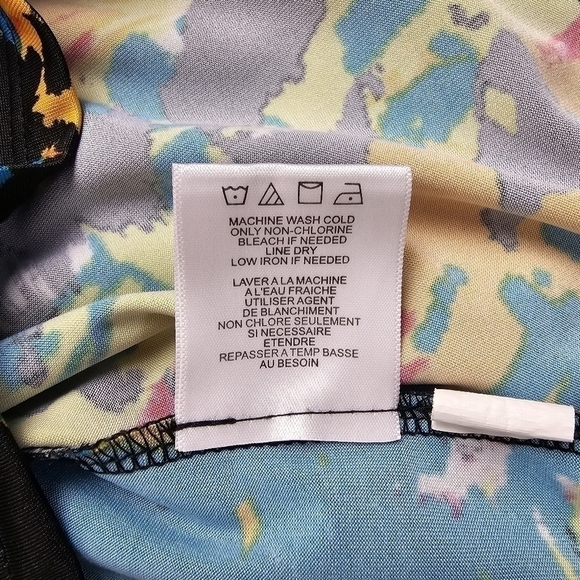 MACHINE WASH COLD
ONLY NON-CHLORINE
BLEACH IF NEEDED
LINE DRY
LOW IRON IF NEEDED
LAVER A LA MACHINE
A L'EAU FRAICHE
UTILISER AGENT
DE BLANCHIMENT
NON CHLORE SEULEMENT
SI NECESSAIRE
ETENDRE
REPASSER A TEMP BASSE
AU BESOIN